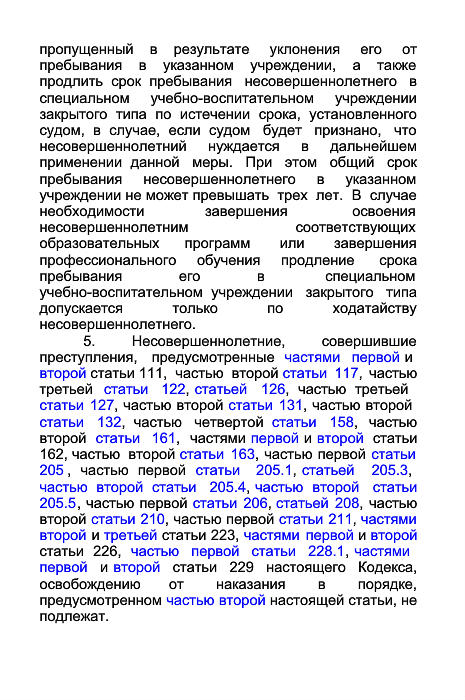 пропущенный в результате уклонения его от
пребывания в указанном учреждении, а также
продлить срок пребывания несовершеннолетнего в
специальном учебно-воспитательном учреждении
закрытого типа по истечении срока, установленного
судом, в случае, если судом будет признано, что
несовершеннолетний нуждается в дальнейшем
применении данной меры. При этом общий срок
пребывания несовершеннолетнего в указанном
учреждении не может превышать трех лет. В случае
необходимости завершения освоения
несовершеннолетним соответствующих
образовательных программ или завершения
профессионального обучения продление срока
пребывания его в специальном
учебно-воспитательном учреждении закрытого типа
допускается только по ходатайству
несовершеннолетнего.
5. Несовершеннолетние, совершившие
преступления, предусмотренные частями первой и
второй статьи 111, частью второй статьи 117, частью
третьей статьи 122, статьей 126, частью третьей
статьи 127, частью второй статьи 131, частью второй
статьи 132, частью четвертой статьи 158, частью
второй статьи 161, частями первой и второй статьи
162, частью второй статьи 163, частью первой статьи
205 , частью первой статьи 205.1, статьей 205.3,
частью второй статьи 205.4, частью второй статьи
205.5, частью первой статьи 206, статьей 208, частью
второй статьи 210, частью первой статьи 211, частями
второй и третьей статьи 223, частями первой и второй
статьи 226, частью первой статьи 228.1, частями
первой и второй статьи 229 настоящего Кодекса,
освобождению от наказания в порядке,
предусмотренном частью второй настоящей статьи, не
подлежат.